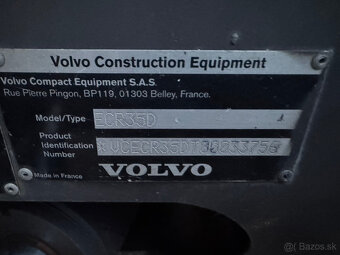 Volvo Construction Equipment
Volvo Compact Equipment S.A.S.
Rue Pierre Pingon, BP119, 01303 Belley, France.
Model/Type ECR35D
Product
Identification
Number
Made in France
VOLVO
Bazos.sk